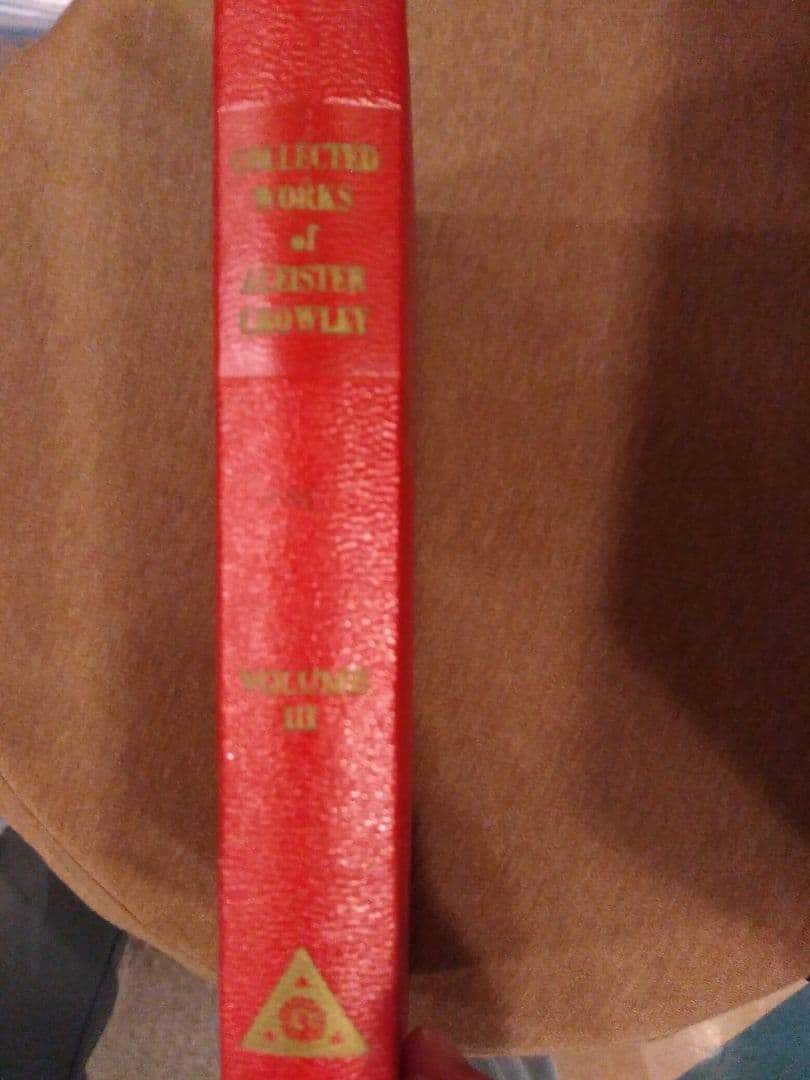 COLLECTED
WORKS
of
ALEISTER
CROWLEY
VOLUME
III